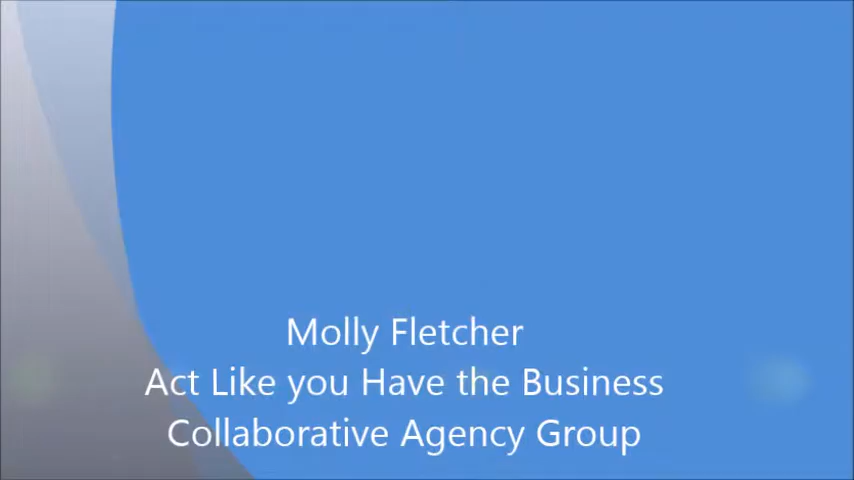 Molly Fletcher
Act Like you Have the Business
Collaborative Agency Group